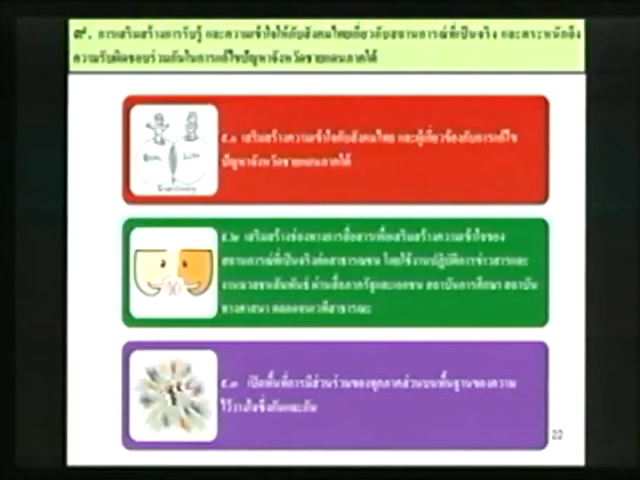 ๙. การเสริมสร้างการรับรู้ และความเข้าใจให้กับสังคมไทยเกี่ยวกับสถานการณ์ที่เป็นจริง และตระหนักถึง
ความรับผิดชอบร่วมกันในการแก้ไขปัญหาจังหวัดชายแดนภาคใต้
๙.๑ เสริมสร้างความเข้าใจกับสังคมไทย และผู้เกี่ยวข้องกับการแก้ไข
ปัญหาจังหวัดชายแดนภาคใต้
๙.๒ เสริมสร้างช่องทางการสื่อสารเพื่อเสริมสร้างความเข้าใจของ
สถานการณ์ที่เป็นจริงต่อสาธารณชน โดยใช้งานปฏิบัติการข่าวสารและ
งานมวลชนสัมพันธ์ ผ่านสื่อภาครัฐและเอกชน สถาบันการศึกษา สถาบัน
ทางศาสนา ตลอดจนเวทีสาธารณะ
๙.๓ เปิดพื้นที่การมีส่วนร่วมของทุกภาคส่วนบนพื้นฐานของความ
ไว้วางใจซึ่งกันและกัน